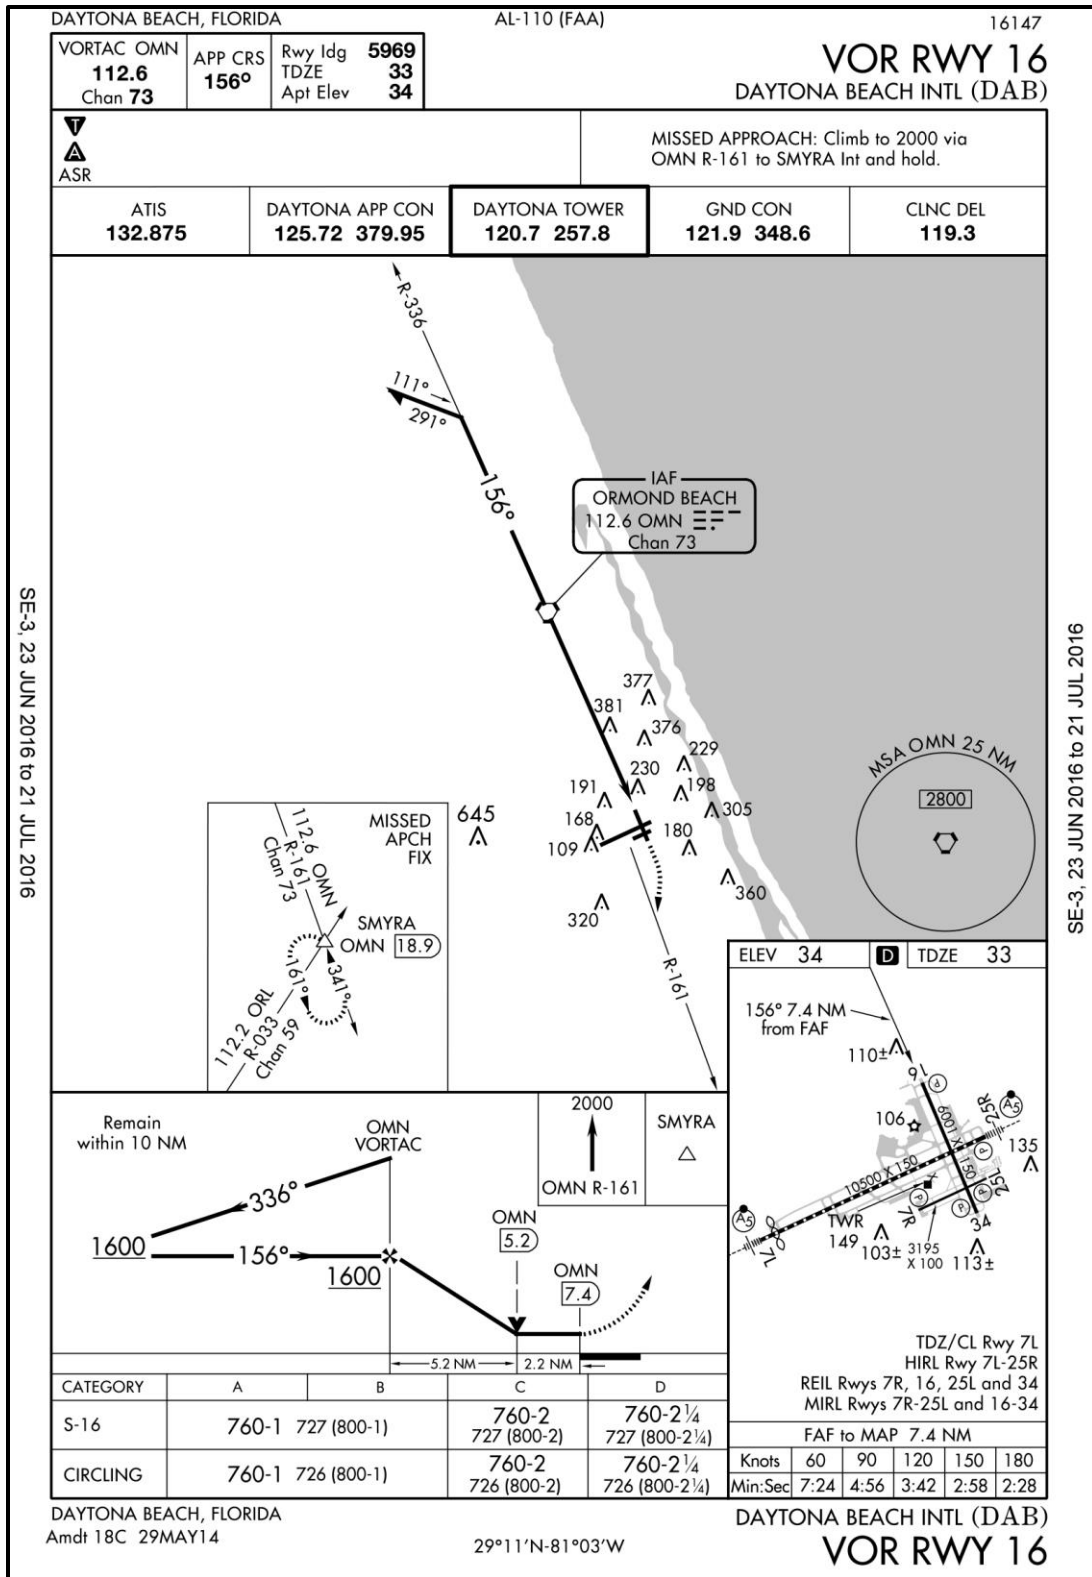 DAYTONA BEACH, FLORIDA
AL-110 (FAA)
16147
VORTAC OMN
112.6
Chan 73
APP CRS
156°
Rwy Idg 5969
TDZE 33
Apt Elev 34
VOR RWY 16
DAYTONA BEACH INTL (DAB)
T
A
ASR
MISSED APPROACH: Climb to 2000 via
OMN R-161 to SMYRA Int and hold.
ATIS
132.875
DAYTONA APP CON
125.72 379.95
DAYTONA TOWER
120.7 257.8
GND CON
121.9 348.6
CLNC DEL
119.3
R-336
111°
291°
156°
IAF
ORMOND BEACH
112.6 OMN
Chan 73
377
381
376
229
230
191
198
305
168
180
109
360
320
645
R-161
MSA OMN 25 NM
2800
MISSED
APCH
FIX
112.6 OMN
R-161
Chan 73
SMYRA
OMN 18.9
161°
341°
112.2 ORL
R-033
Chan 59
ELEV 34
D
TDZE 33
156° 7.4 NM
from FAF
110±
16
P
6001 X 150
106
25R
A5
135
P
10500 X 150
25L
P
P
P
7R
TWR
149
34
A5
7L
103±
3195
X 100
113±
TDZ/CL Rwy 7L
HIRL Rwy 7L-25R
REIL Rwys 7R, 16, 25L and 34
MIRL Rwys 7R-25L and 16-34
FAF to MAP 7.4 NM
Knots 60 90 120 150 180
Min:Sec 7:24 4:56 3:42 2:58 2:28
Remain
within 10 NM
OMN
VORTAC
2000
OMN R-161
SMYRA
336°
1600
156°
1600
OMN
5.2
OMN
7.4
5.2 NM
2.2 NM
CATEGORY A B C D
S-16 760-1 727 (800-1) 760-2 727 (800-2) 760-2¼ 727 (800-2¼)
CIRCLING 760-1 726 (800-1) 760-2 726 (800-2) 760-2¼ 726 (800-2¼)
DAYTONA BEACH, FLORIDA
Amdt 18C 29MAY14
29°11'N-81°03'W
DAYTONA BEACH INTL (DAB)
VOR RWY 16
SE-3, 23 JUN 2016 to 21 JUL 2016
SE-3, 23 JUN 2016 to 21 JUL 2016